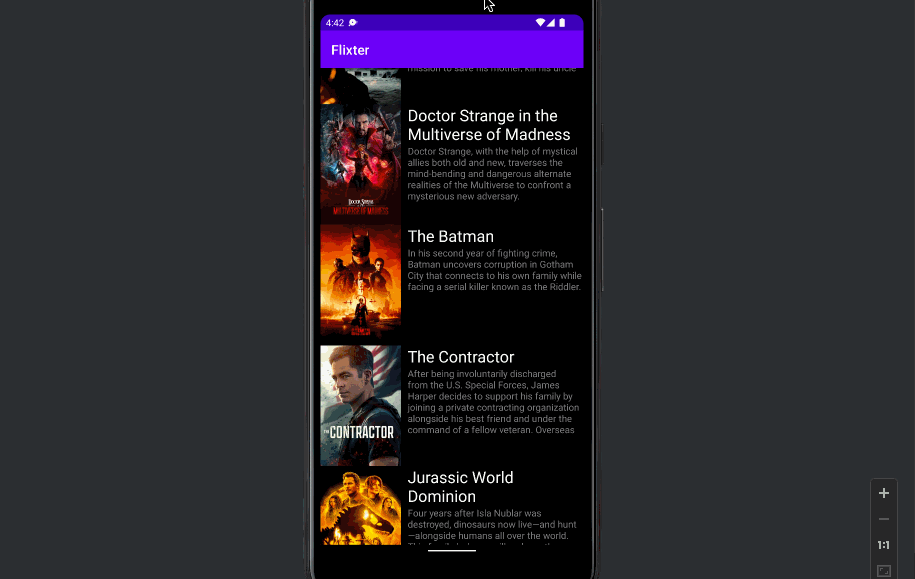 4:42
Flixter
mission to save his mother, kill his uncle
Doctor Strange in the
Multiverse of Madness
Doctor Strange, with the help of mystical
allies both old and new, traverses the
mind-bending and dangerous alternate
realities of the Multiverse to confront a
mysterious new adversary.
DOCTOR STRANGE
MULTIVERSE OF MADNESS
The Batman
In his second year of fighting crime,
Batman uncovers corruption in Gotham
City that connects to his own family while
facing a serial killer known as the Riddler.
The Contractor
After being involuntarily discharged
from the U.S. Special Forces, James
Harper decides to support his family by
joining a private contracting organization
alongside his best friend and under the
command of a fellow veteran. Overseas
THE CONTRACTOR
Jurassic World
Dominion
Four years after Isla Nublar was
destroyed, dinosaurs now live—and hunt
—alongside humans all over the world.
1:1